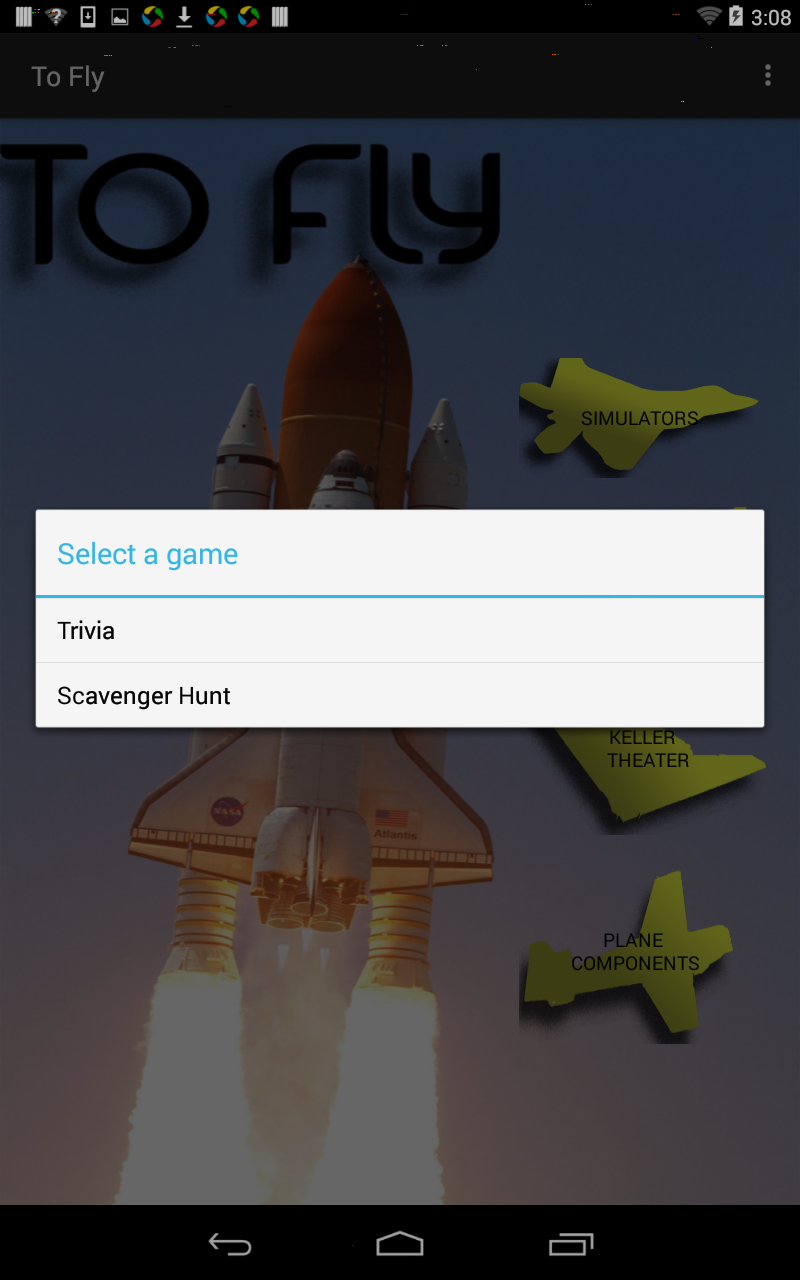 3:08
To Fly
To Fly
SIMULATORS
Select a game
Trivia
Scavenger Hunt
KELLER
THEATER
NASA
Atlantis
PLANE
COMPONENTS